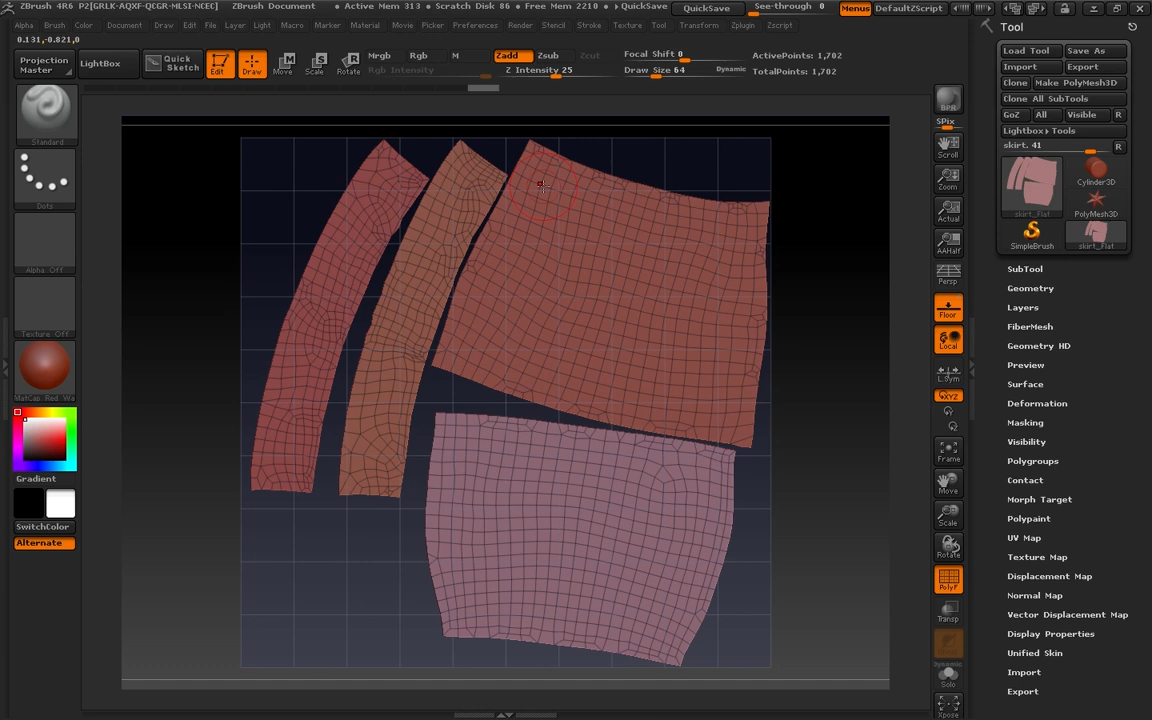 ZBrush 4R6 P2[GRLK-AQXF-QCGR-MLSI-NCEC] ZBrush Document • Active Mem 313 • Scratch Disk 86 • Free Mem 2210 • ▸QuickSave QuickSave See-through 0 Menus DefaultZScript
Alpha Brush Color Document Draw Edit File Layer Light Macro Marker Material Movie Picker Preferences Render Stencil Stroke Texture Tool Transform Zplugin Zscript
0.131,-0.821,0
Projection Master
LightBox
Quick Sketch
Edit
Draw
Move
Scale
Rotate
Mrgb Rgb M
Rgb Intensity
Zadd Zsub Zcut
Z Intensity 25
Focal Shift 0
Draw Size 64 Dynamic
ActivePoints: 1,702
TotalPoints: 1,702
Standard
Dots
Alpha Off
Texture Off
MatCap Red Wa
Gradient
SwitchColor
Alternate
BPR
SPix
Scroll
Zoom
Actual
AAHalf
Persp
Floor
Local
L.Sym
XYZ
Frame
Move
Scale
Rotate
PolyF
Transp
Dynamic
Solo
Xpose
Tool
Load Tool Save As
Import Export
Clone Make PolyMesh3D
Clone All SubTools
GoZ All Visible R
Lightbox▸Tools
skirt. 41 R
skirt_Flat
Cylinder3D
PolyMesh3D
SimpleBrush
skirt_Flat
SubTool
Geometry
Layers
FiberMesh
Geometry HD
Preview
Surface
Deformation
Masking
Visibility
Polygroups
Contact
Morph Target
Polypaint
UV Map
Texture Map
Displacement Map
Normal Map
Vector Displacement Map
Display Properties
Unified Skin
Import
Export